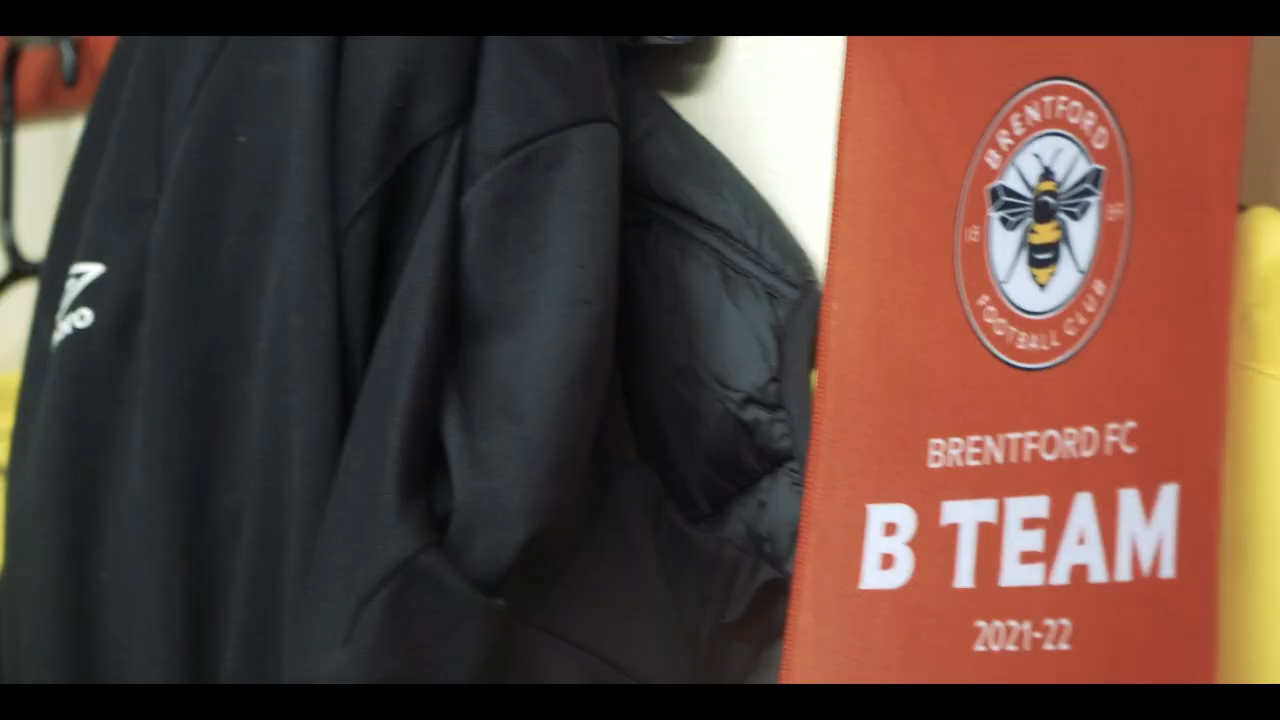 BRENTFORD
FOOTBALL CLUB
BRENTFORD FC
B TEAM
2021-22